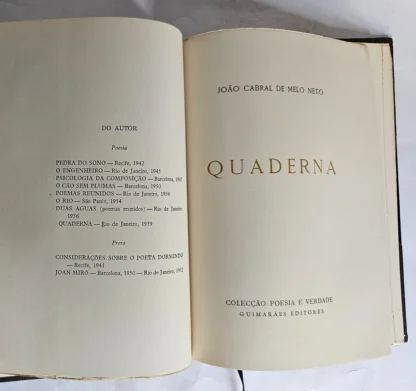 DO AUTOR
Poesia
PEDRA DO SONO — Recife, 1942
O ENGENHEIRO — Rio de Janeiro, 1945
PSICOLOGIA DA COMPOSIÇÃO — Barcelona, 1947
O CÃO SEM PLUMAS — Barcelona, 1950
POEMAS REUNIDOS — Rio de Janeiro, 1954
O RIO — São Paulo, 1954
DUAS AGUAS (poemas reunidos) — Rio de Janeiro
1956
QUADERNA — Rio de Janeiro, 1959
Prosa
CONSIDERAÇÕES SOBRE O POETA DORMINDO
— Recife, 1941
JOAN MIRÓ — Barcelona, 1950 — Rio de Janeiro, 1952
JOÃO CABRAL DE MELO NETO
QUADERNA
COLECÇÃO POESIA E VERDADE
GUIMARÃES EDITORES